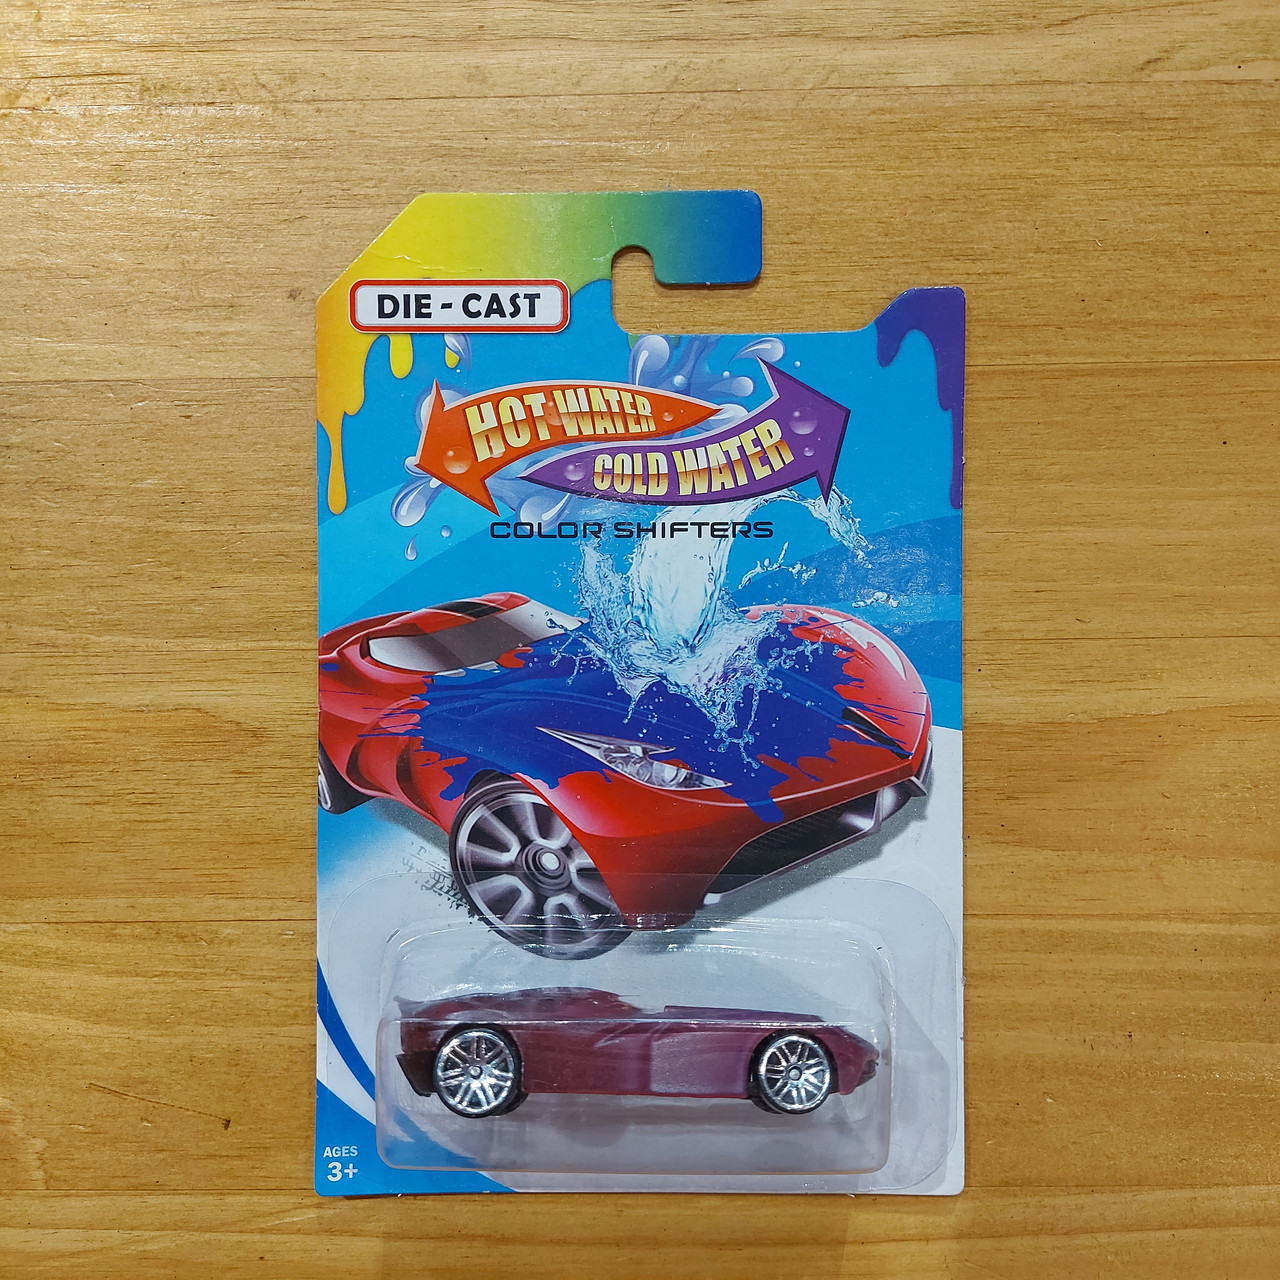 DIE - CAST
HOT WATER
COLD WATER
COLOR SHIFTERS
AGES
3+